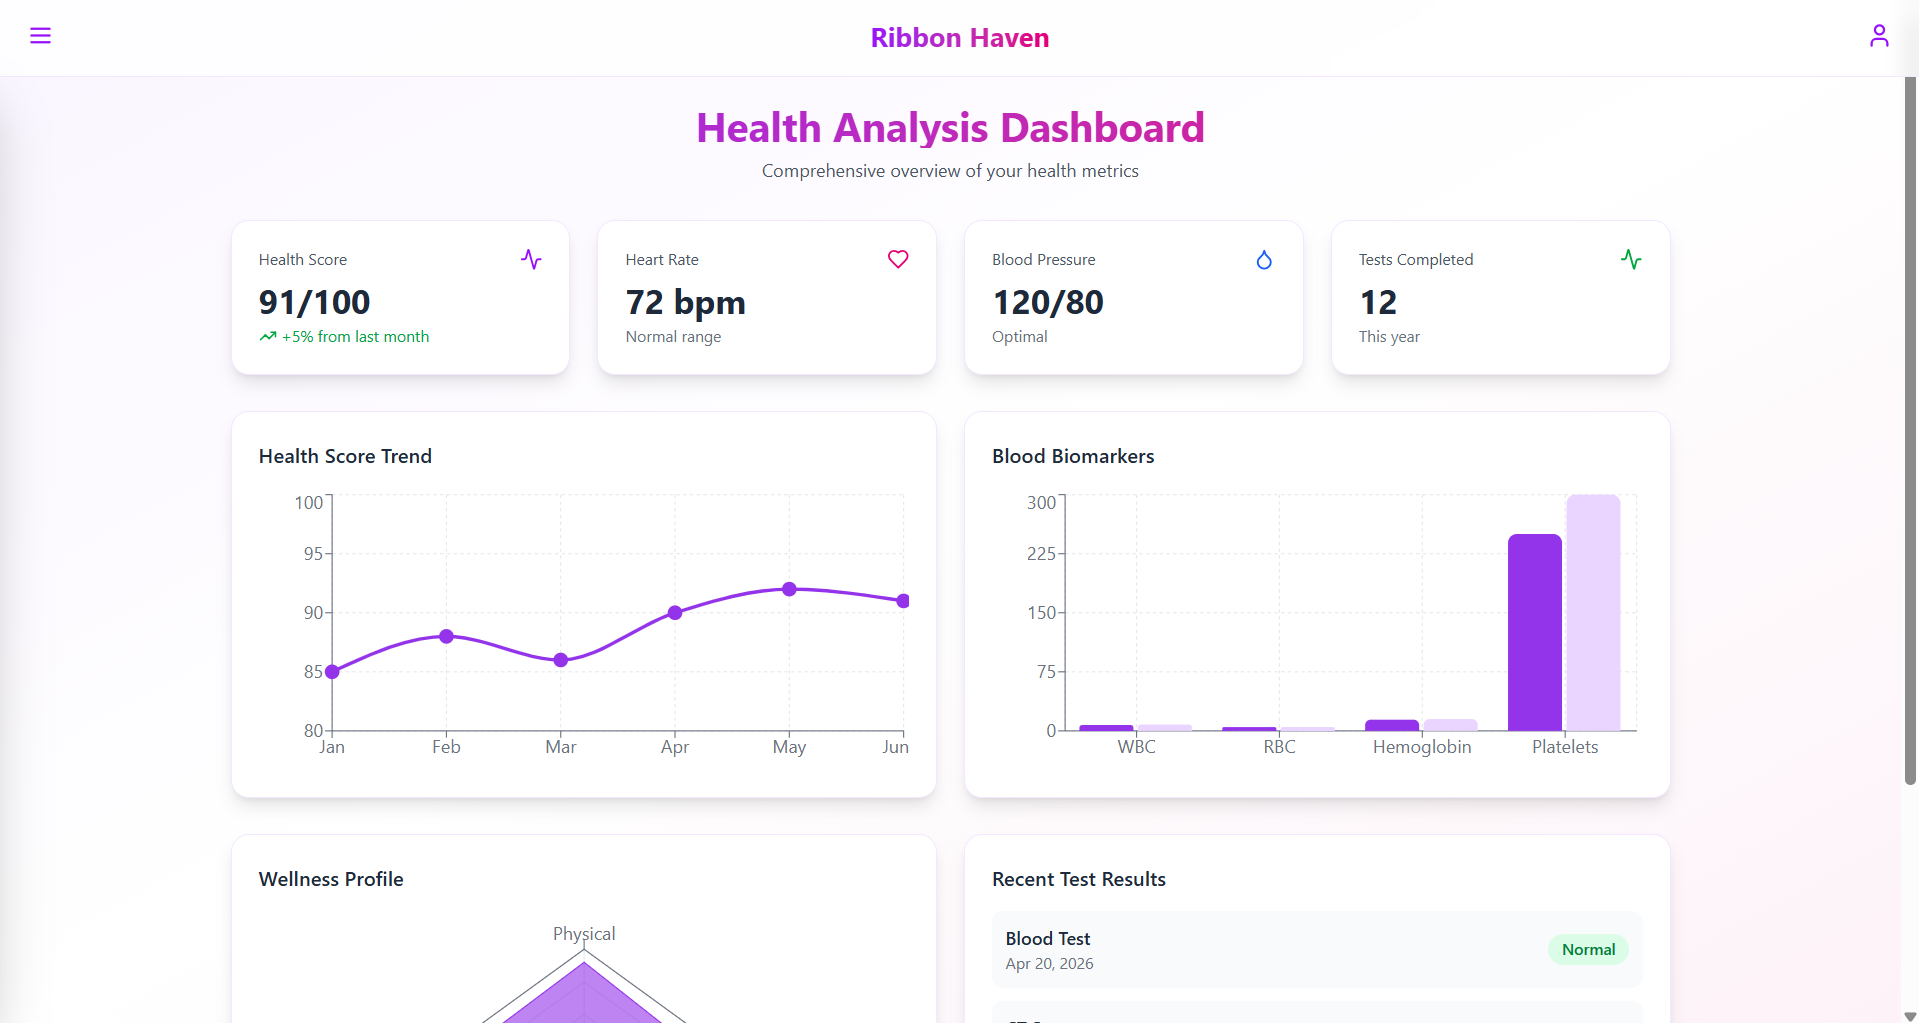 Ribbon Haven
Health Analysis Dashboard
Comprehensive overview of your health metrics
Health Score
91/100
+5% from last month
Heart Rate
72 bpm
Normal range
Blood Pressure
120/80
Optimal
Tests Completed
12
This year
Health Score Trend
100
95
90
85
80
Jan Feb Mar Apr May Jun
Blood Biomarkers
300
225
150
75
0
WBC RBC Hemoglobin Platelets
Wellness Profile
Physical
Recent Test Results
Blood Test
Apr 20, 2026
Normal